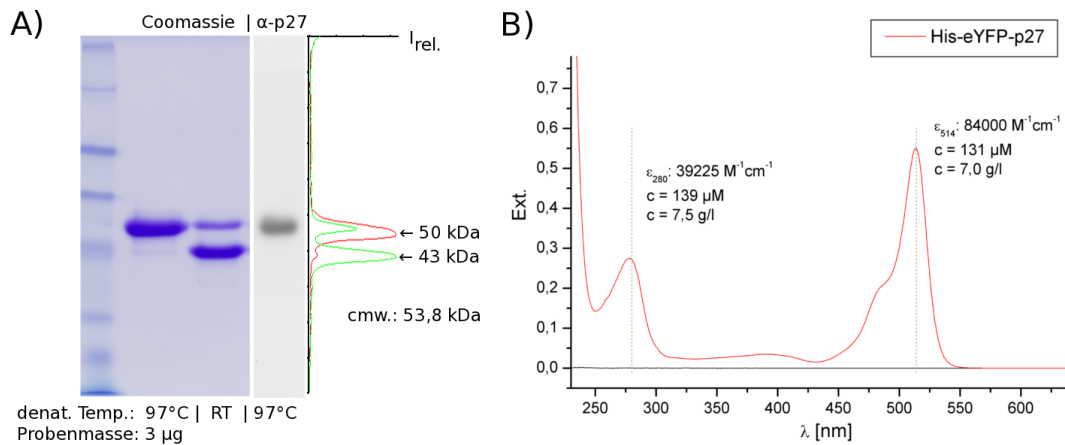 A)
Coomassie | α-p27
I rel.
← 50 kDa
← 43 kDa
cmw.: 53,8 kDa
denat. Temp.: 97°C | RT | 97°C
Probenmasse: 3 µg
B)
His-eYFP-p27
ε280: 39225 M⁻¹cm⁻¹
c = 139 µM
c = 7,5 g/l
ε514: 84000 M⁻¹cm⁻¹
c = 131 µM
c = 7,0 g/l
Ext.
0,7
0,6
0,5
0,4
0,3
0,2
0,1
0,0
250 300 350 400 450 500 550 600
λ [nm]